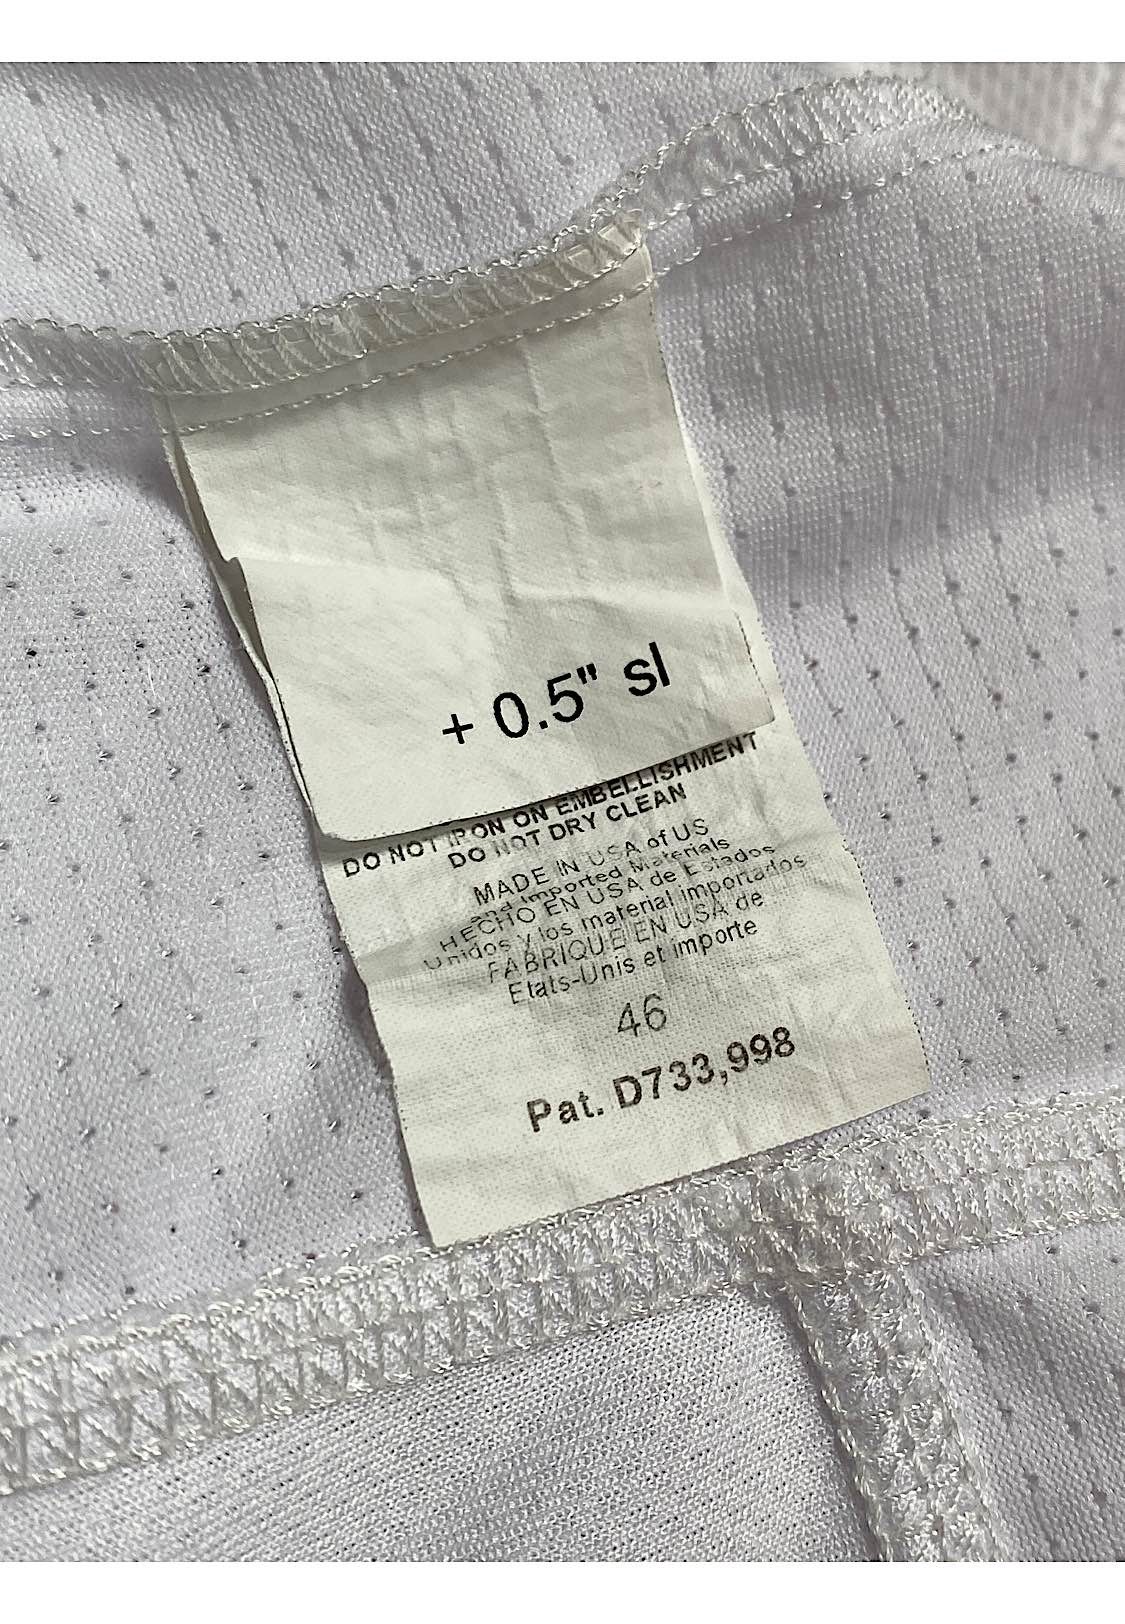 + 0.5" sl
DO NOT IRON ON EMBELLISHMENT
DO NOT DRY CLEAN
MADE IN USA of US
and Imported Materials
HECHO EN USA de Estados
Unidos y los material importados
FABRIQUE EN USA de
Etats-Unis et importe
46
Pat. D733,998